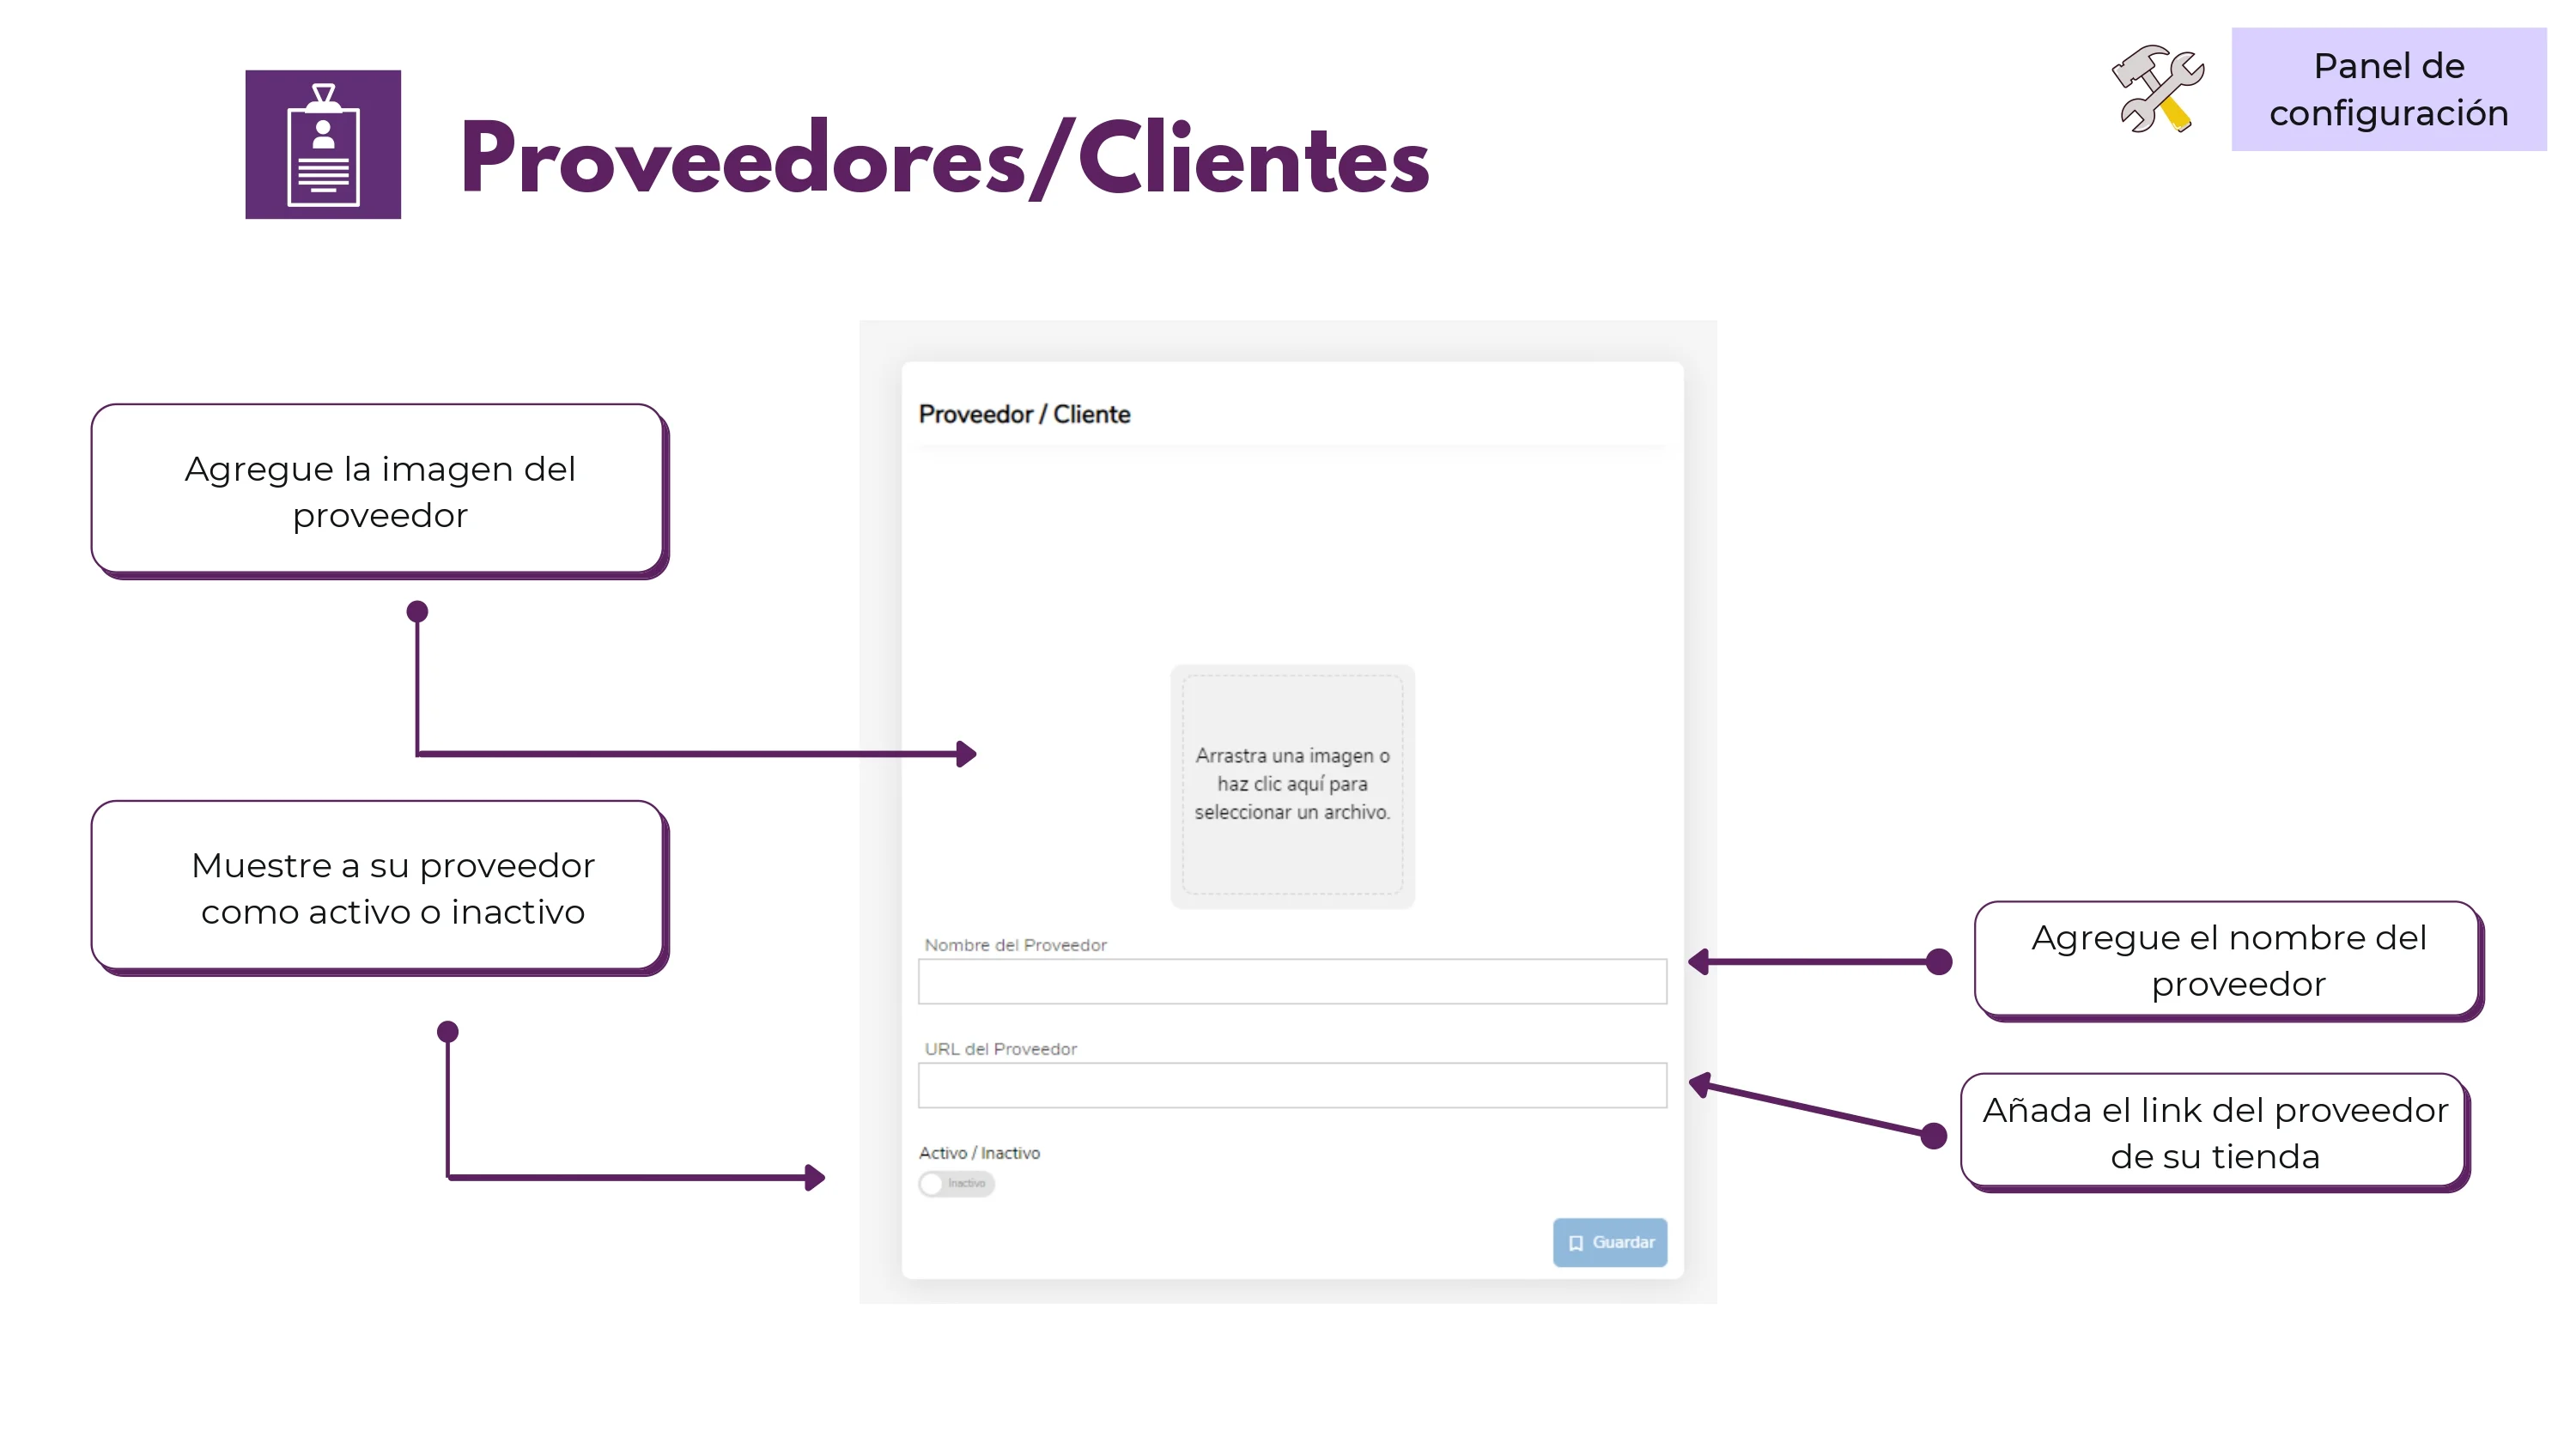 Panel de
configuración
Proveedores/Clientes
Proveedor / Cliente
Agregue la imagen del
proveedor
Arrastra una imagen o
haz clic aquí para
seleccionar un archivo.
Muestre a su proveedor
como activo o inactivo
Nombre del Proveedor
Agregue el nombre del
proveedor
URL del Proveedor
Añada el link del proveedor
de su tienda
Activo / Inactivo
Inactivo
Guardar